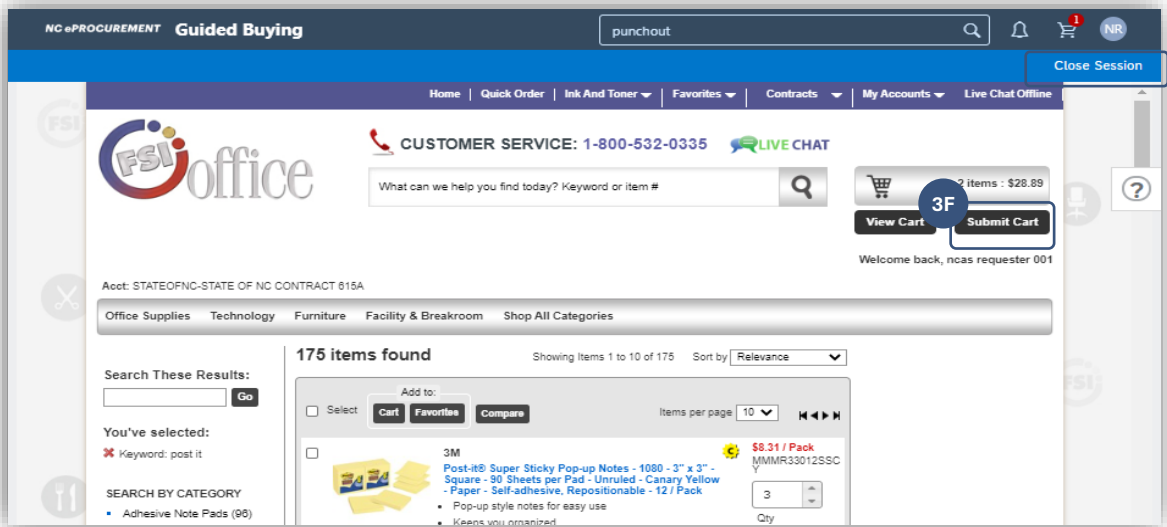 NC ePROCUREMENT Guided Buying
punchout
1
NR
Close Session
Home | Quick Order | Ink And Toner | Favorites | Contracts | My Accounts Live Chat Offline
FSI office
CUSTOMER SERVICE: 1-800-532-0335 LIVE CHAT
What can we help you find today? Keyword or item #
2 items : $28.89
?
3F
View Cart Submit Cart
Welcome back, ncas requester 001
Acct: STATEOFNC-STATE OF NC CONTRACT 615A
Office Supplies Technology Furniture Facility & Breakroom Shop All Categories
175 items found
Showing Items 1 to 10 of 175 Sort by Relevance
Search These Results:
Go
You've selected:
Keyword: post it
SEARCH BY CATEGORY
Adhesive Note Pads (96)
Add to:
Select Cart Favorites Compare Items per page 10
3M
Post-it® Super Sticky Pop-up Notes - 1080 - 3" x 3" -
Square - 90 Sheets per Pad - Unruled - Canary Yellow
- Paper - Self-adhesive, Repositionable - 12 / Pack
Pop-up style notes for easy use
Keeps you organized
$8.31 / Pack
MMMR33012SSC
Y
3
Qty
FSI
FSI